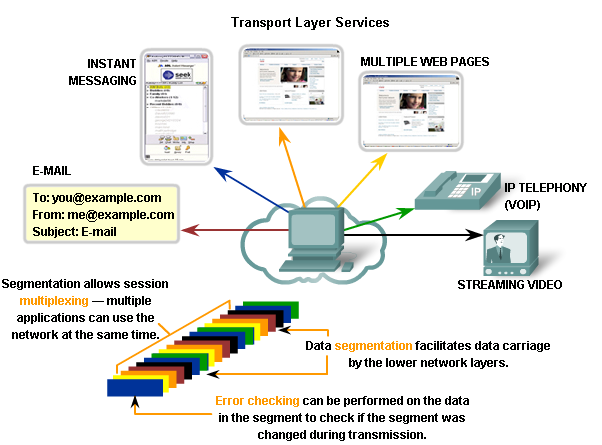 Transport Layer Services
INSTANT
MESSAGING
seek
MULTIPLE WEB PAGES
E-MAIL
To: you@example.com
From: me@example.com
Subject: E-mail
IP
IP TELEPHONY
(VOIP)
STREAMING VIDEO
Segmentation allows session
multiplexing — multiple
applications can use the
network at the same time.
Data segmentation facilitates data carriage
by the lower network layers.
Error checking can be performed on the data
in the segment to check if the segment was
changed during transmission.